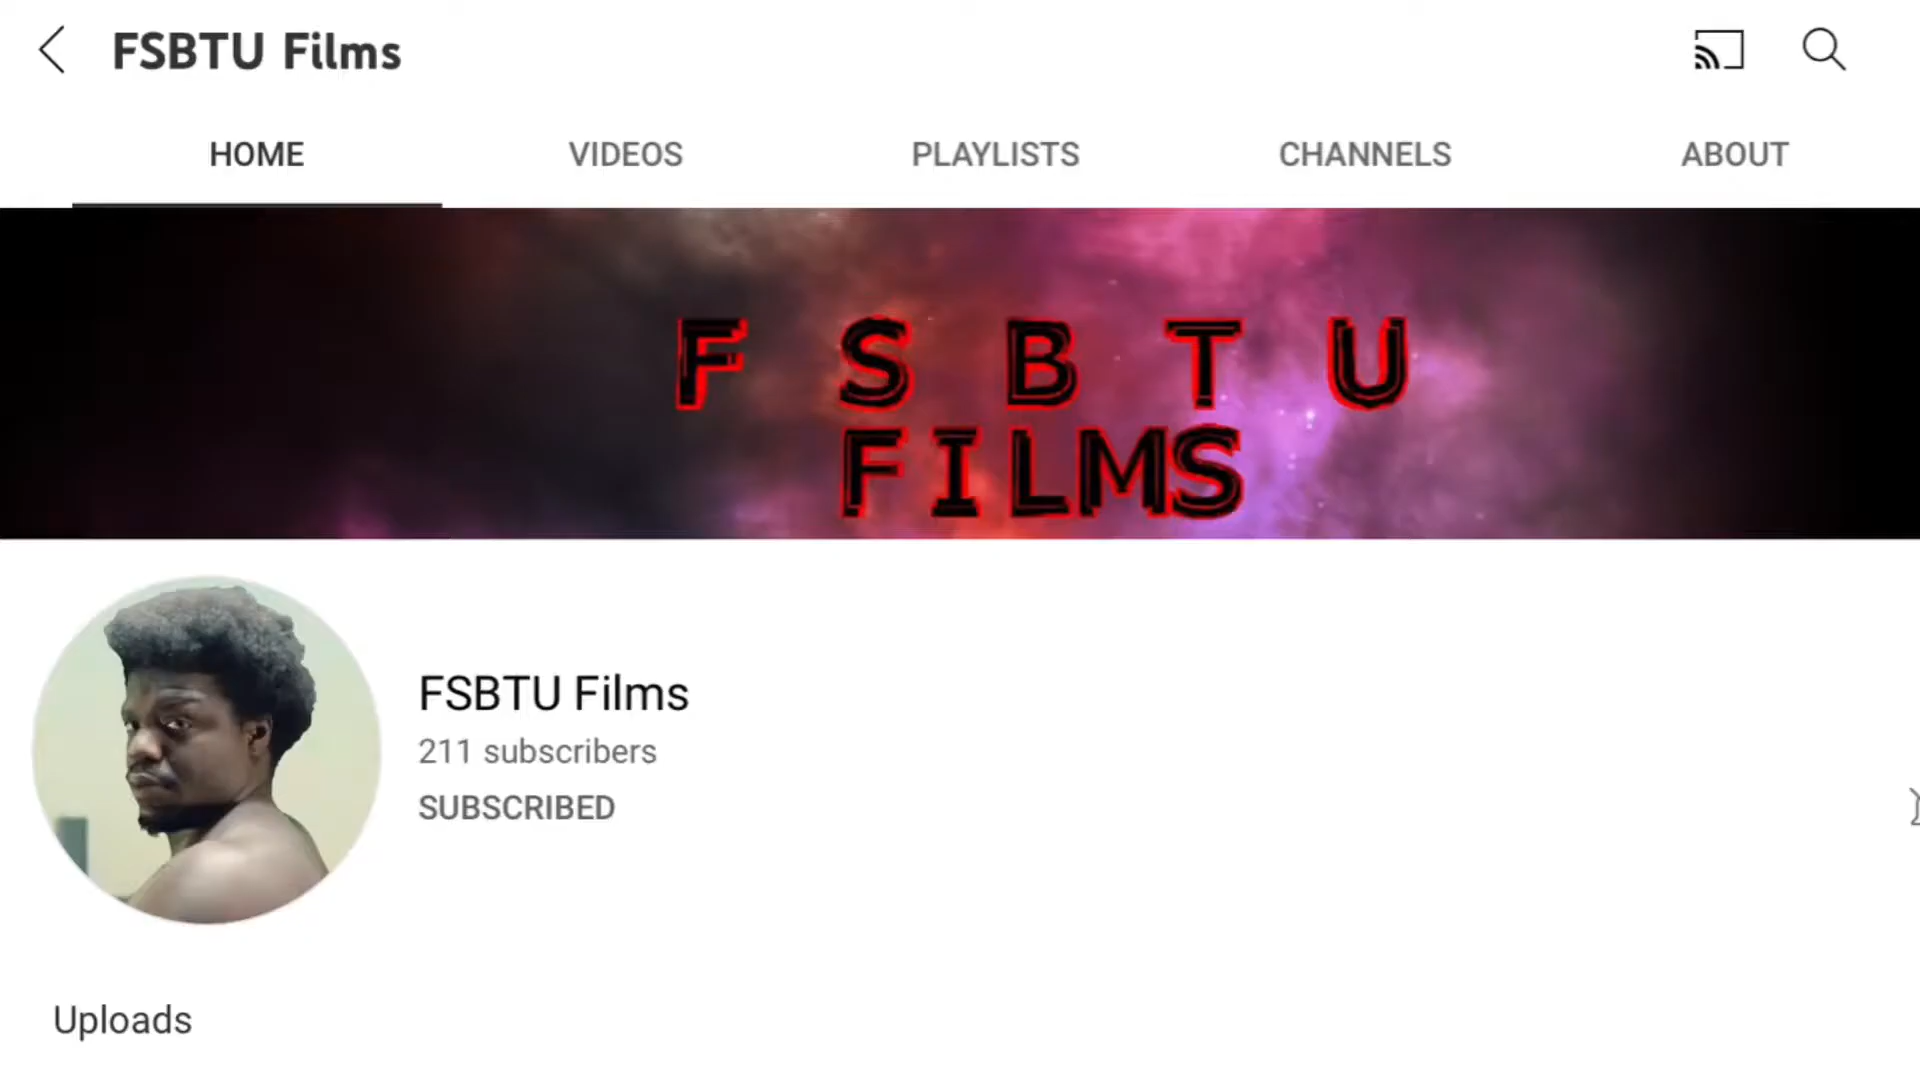 FSBTU Films
HOME VIDEOS PLAYLISTS CHANNELS ABOUT
F S B T U
FILMS
FSBTU Films
211 subscribers
SUBSCRIBED
Uploads